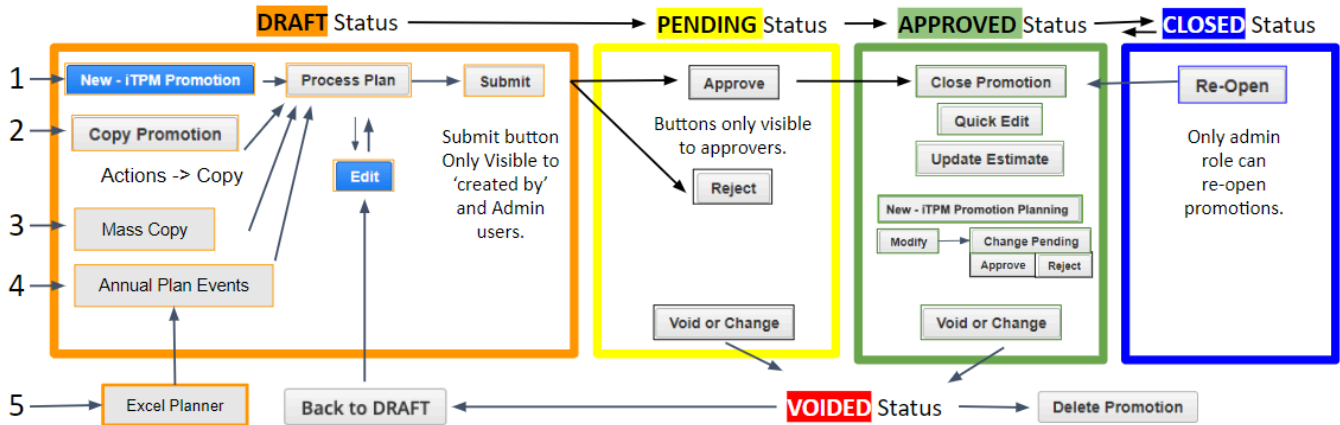 DRAFT Status
PENDING Status
APPROVED Status
CLOSED Status
1
New - iTPM Promotion
Process Plan
Submit
2
Copy Promotion
Actions -> Copy
Edit
Submit button
Only Visible to
‘created by’
and Admin
users.
3
Mass Copy
4
Annual Plan Events
5
Excel Planner
Back to DRAFT
Approve
Buttons only visible
to approvers.
Reject
Void or Change
Close Promotion
Quick Edit
Update Estimate
New - iTPM Promotion Planning
Modify
Change Pending
Approve
Reject
Void or Change
Re-Open
Only admin
role can
re-open
promotions.
VOIDED Status
Delete Promotion